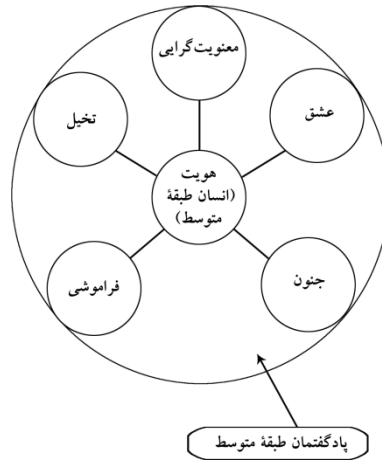 معنویت‌گرایی
عشق
تخیل
هویت
(انسان طبقهٔ
متوسط)
جنون
فراموشی
پادگفتمان طبقهٔ متوسط